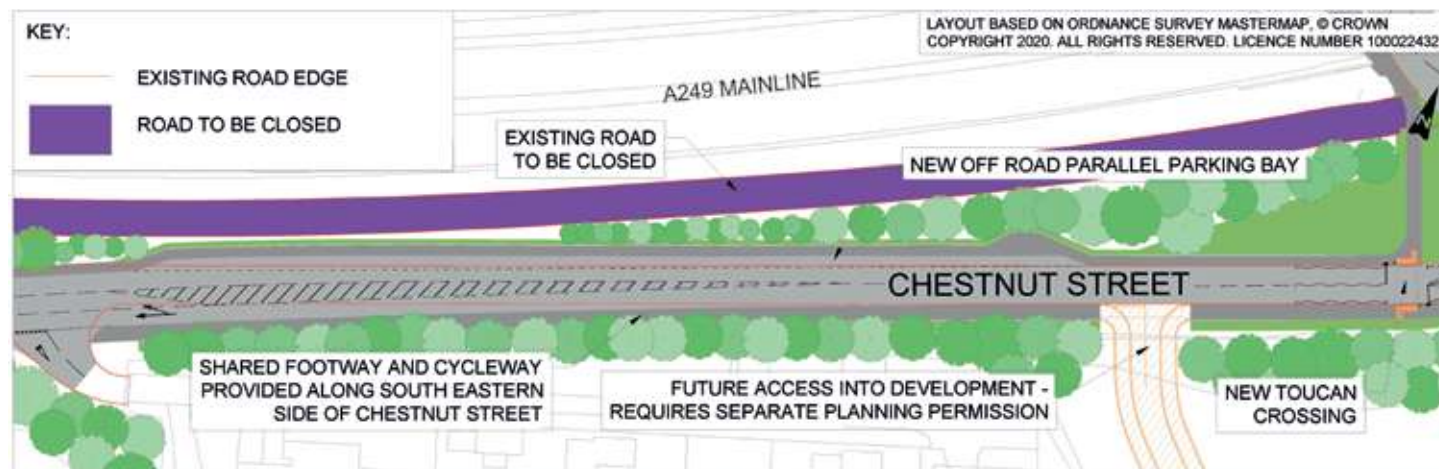 KEY:
EXISTING ROAD EDGE
ROAD TO BE CLOSED
LAYOUT BASED ON ORDNANCE SURVEY MASTERMAP, © CROWN
COPYRIGHT 2020. ALL RIGHTS RESERVED. LICENCE NUMBER 100022432
A249 MAINLINE
N
EXISTING ROAD
TO BE CLOSED
NEW OFF ROAD PARALLEL PARKING BAY
CHESTNUT STREET
SHARED FOOTWAY AND CYCLEWAY
PROVIDED ALONG SOUTH EASTERN
SIDE OF CHESTNUT STREET
FUTURE ACCESS INTO DEVELOPMENT -
REQUIRES SEPARATE PLANNING PERMISSION
NEW TOUCAN
CROSSING